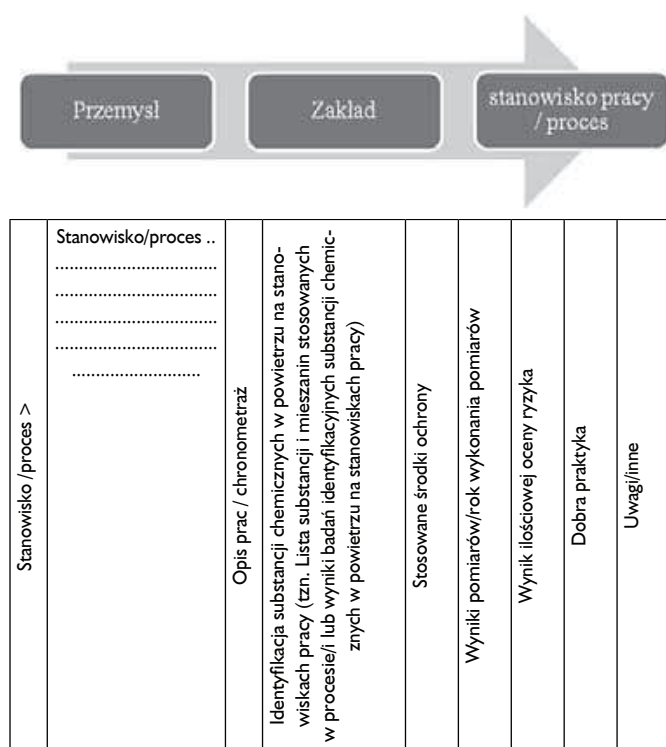 Przemysł
Zakład
stanowisko pracy
/ proces
Stanowisko /proces >
Stanowisko/proces ..
.................................
.................................
.................................
.................................
..........................
Opis prac / chronometraż
Identyfikacja substancji chemicznych w powietrzu na stano-
wiskach pracy (tzn. Lista substancji i mieszanin stosowanych
w procesie/i lub wyniki badań identyfikacyjnych substancji chemic-
znych w powietrzu na stanowiskach pracy)
Stosowane środki ochrony
Wyniki pomiarów/rok wykonania pomiarów
Wynik ilościowej oceny ryzyka
Dobra praktyka
Uwagi/inne